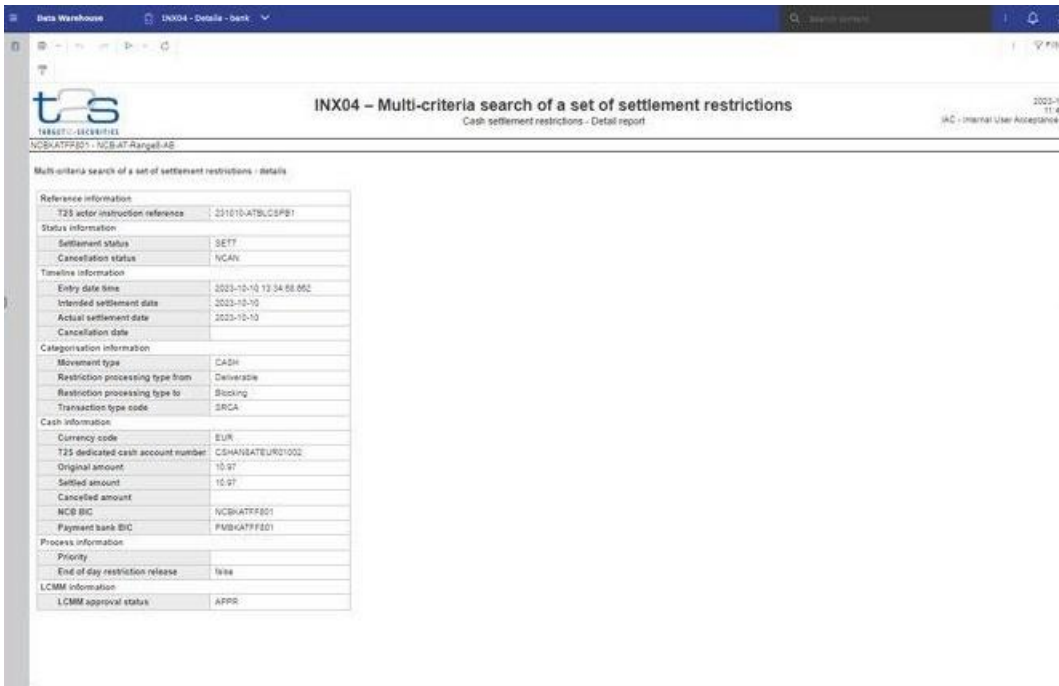 Data Warehouse INX04 - Details - bank
Search content
t2s
TARGET2-SECURITIES
INX04 – Multi-criteria search of a set of settlement restrictions
Cash settlement restrictions - Detail report
IAC - Internal User Acceptance
NCBKATFF801 - NCB-AT-Range8-AB
Multi-criteria search of a set of settlement restrictions - details
Reference information
T2S actor instruction reference 231010-ATBLCSPB1
Status information
Settlement status SETT
Cancellation status NCAN
Timeline information
Entry date time 2023-10-10 13:34:58.862
Intended settlement date 2023-10-10
Actual settlement date 2023-10-10
Cancellation date
Categorisation information
Movement type CASH
Restriction processing type from Deliverable
Restriction processing type to Blocking
Transaction type code SRCA
Cash information
Currency code EUR
T2S dedicated cash account number
Original amount 10.97
Settled amount 10.97
Cancelled amount
NCB BIC NCBKATFF801
Payment bank BIC PMBKATFF801
Process information
Priority
End of day restriction release false
LCMM information
LCMM approval status APPR